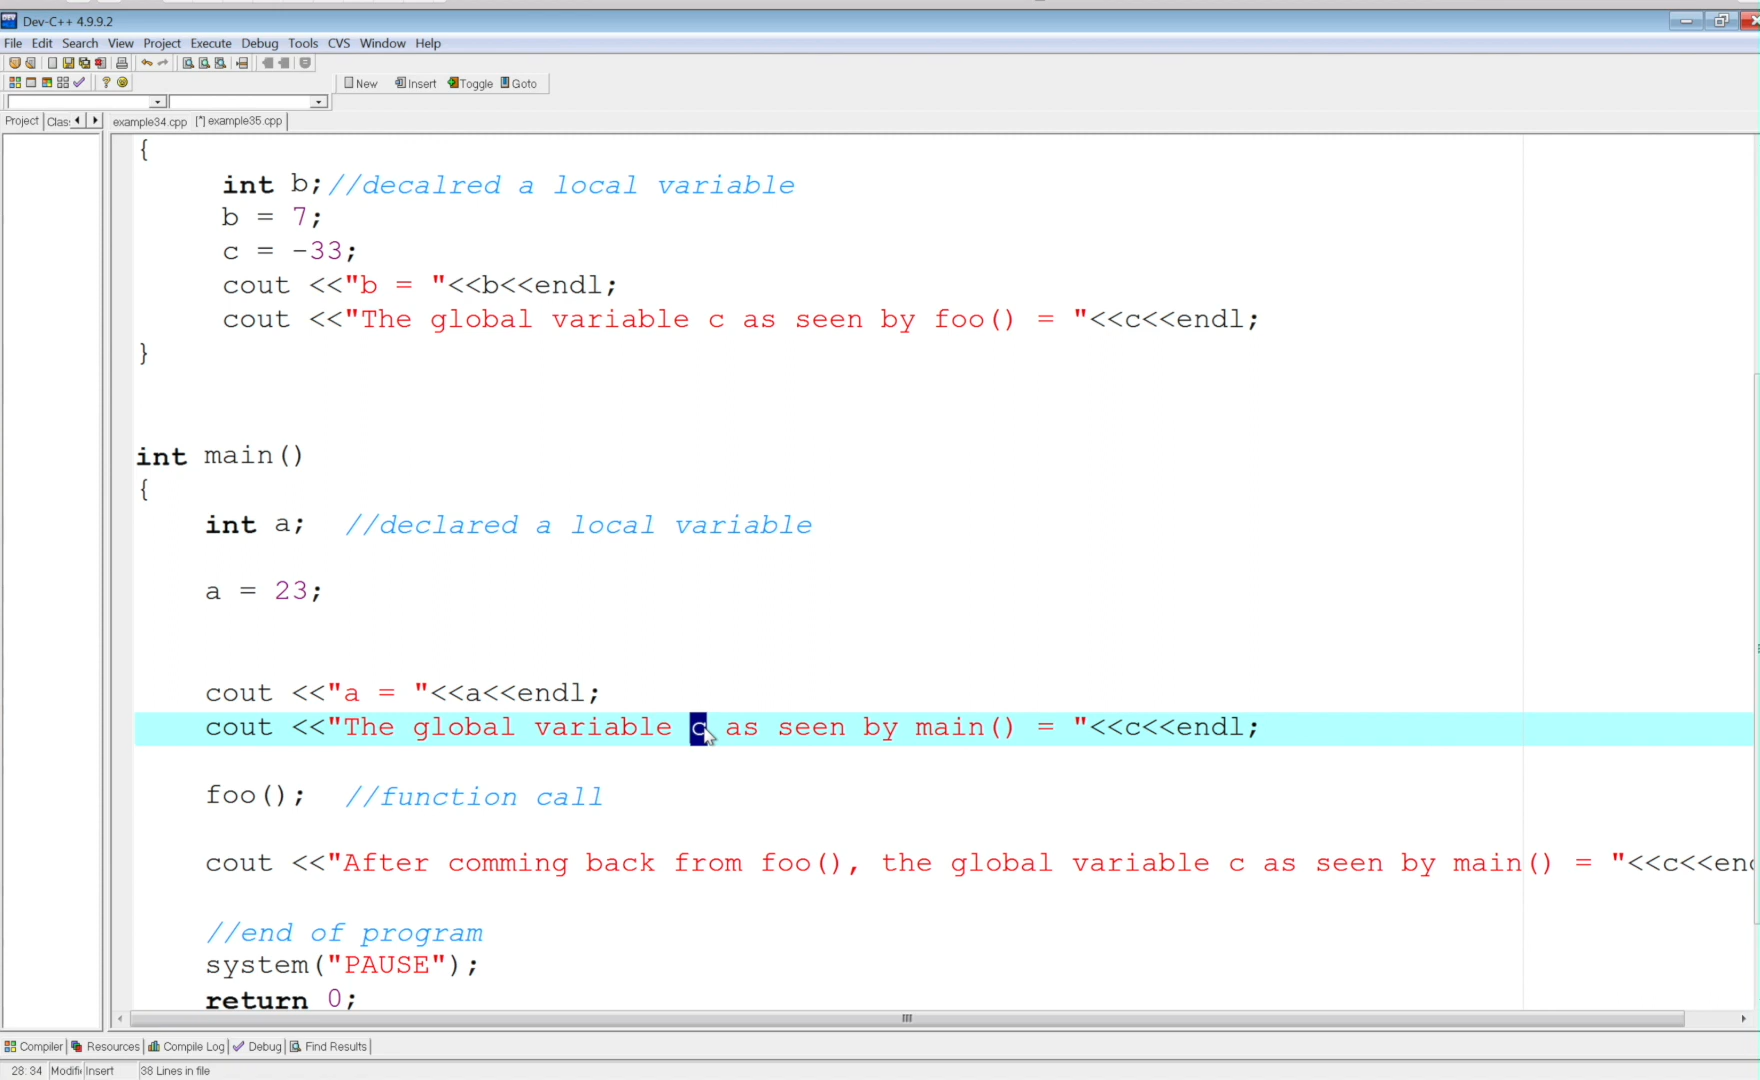 Dev-C++ 4.9.9.2
File Edit Search View Project Execute Debug Tools CVS Window Help
New Insert Toggle Goto
Project Clas: example34.cpp [*] example35.cpp
{
int b;//decalred a local variable
b = 7;
c = -33;
cout <<"b = "<<b<<endl;
cout <<"The global variable c as seen by foo() = "<<c<<endl;
}
int main()
{
int a; //declared a local variable
a = 23;
cout <<"a = "<<a<<endl;
cout <<"The global variable c as seen by main() = "<<c<<endl;
foo(); //function call
cout <<"After comming back from foo(), the global variable c as seen by main() = "<<c<<end
//end of program
system("PAUSE");
return 0;
Compiler Resources Compile Log Debug Find Results
28: 34 Modifi Insert 38 Lines in file